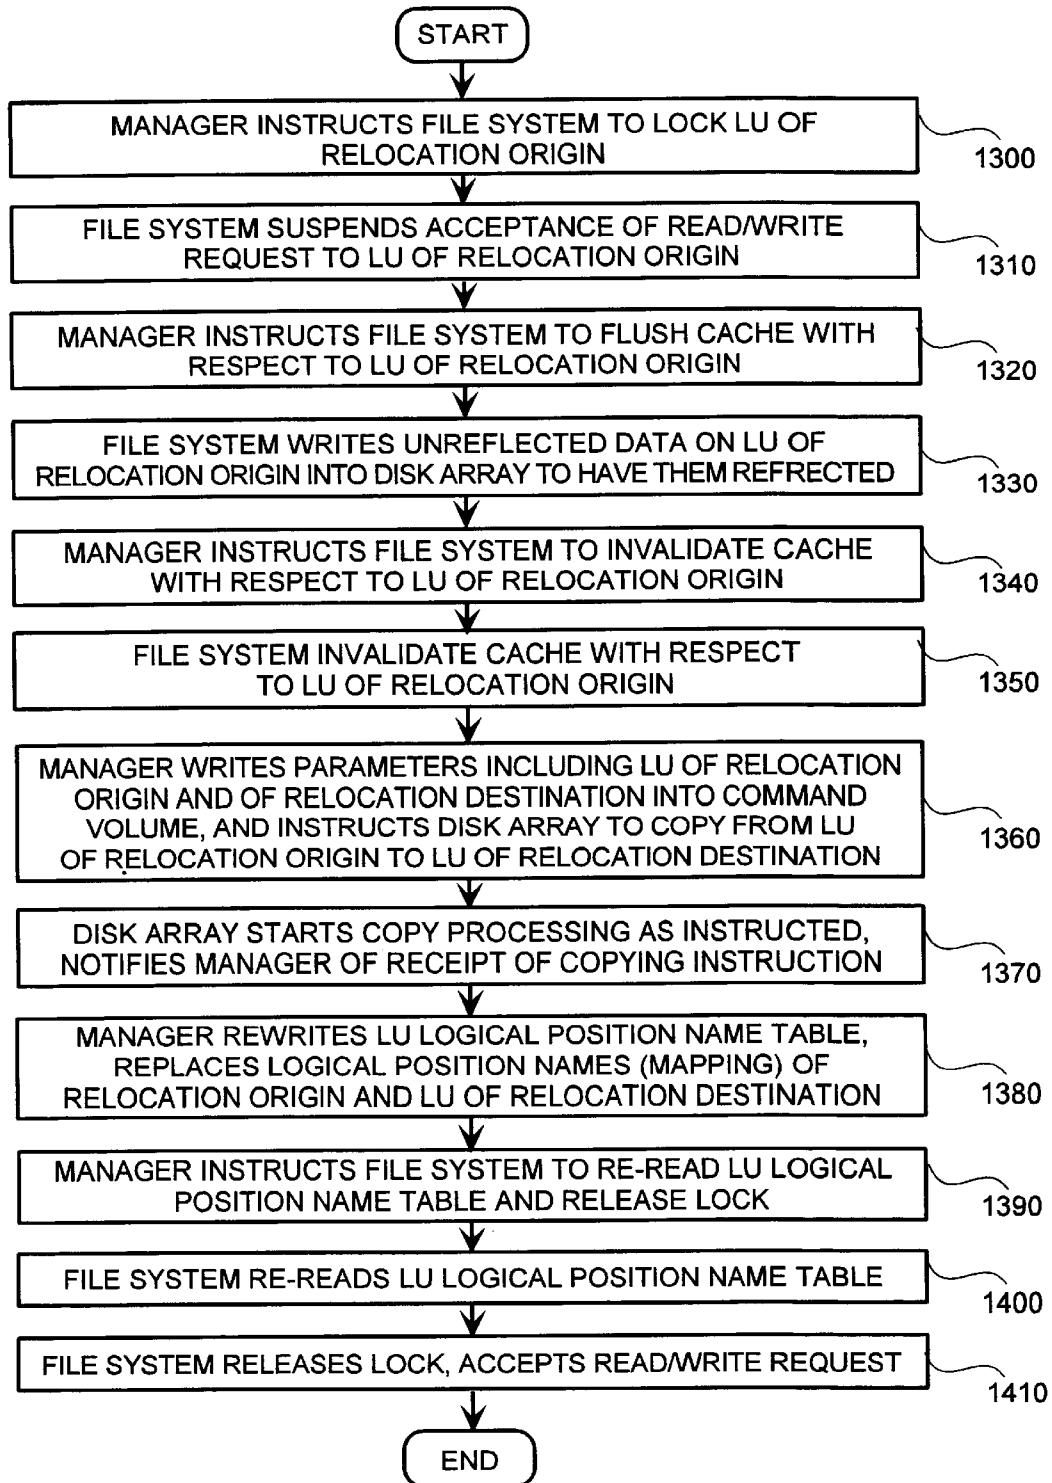 START
MANAGER INSTRUCTS FILE SYSTEM TO LOCK LU OF
RELOCATION ORIGIN
1300
FILE SYSTEM SUSPENDS ACCEPTANCE OF READ/WRITE
REQUEST TO LU OF RELOCATION ORIGIN
1310
MANAGER INSTRUCTS FILE SYSTEM TO FLUSH CACHE WITH
RESPECT TO LU OF RELOCATION ORIGIN
1320
FILE SYSTEM WRITES UNREFLECTED DATA ON LU OF
RELOCATION ORIGIN INTO DISK ARRAY TO HAVE THEM REFRECTED
1330
MANAGER INSTRUCTS FILE SYSTEM TO INVALIDATE CACHE
WITH RESPECT TO LU OF RELOCATION ORIGIN
1340
FILE SYSTEM INVALIDATE CACHE WITH RESPECT
TO LU OF RELOCATION ORIGIN
1350
MANAGER WRITES PARAMETERS INCLUDING LU OF RELOCATION
ORIGIN AND OF RELOCATION DESTINATION INTO COMMAND
VOLUME, AND INSTRUCTS DISK ARRAY TO COPY FROM LU
OF RELOCATION ORIGIN TO LU OF RELOCATION DESTINATION
1360
DISK ARRAY STARTS COPY PROCESSING AS INSTRUCTED,
NOTIFIES MANAGER OF RECEIPT OF COPYING INSTRUCTION
1370
MANAGER REWRITES LU LOGICAL POSITION NAME TABLE,
REPLACES LOGICAL POSITION NAMES (MAPPING) OF
RELOCATION ORIGIN AND LU OF RELOCATION DESTINATION
1380
MANAGER INSTRUCTS FILE SYSTEM TO RE-READ LU LOGICAL
POSITION NAME TABLE AND RELEASE LOCK
1390
FILE SYSTEM RE-READS LU LOGICAL POSITION NAME TABLE
1400
FILE SYSTEM RELEASES LOCK, ACCEPTS READ/WRITE REQUEST
1410
END